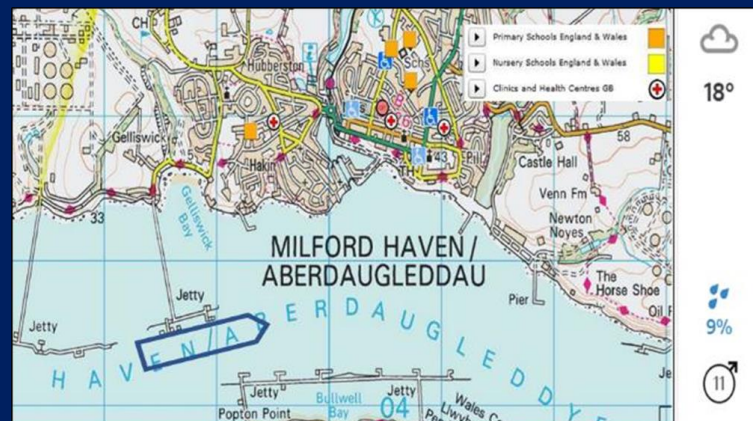 CH
Primary Schools England & Wales
Nursery Schools England & Wales
Clinics and Health Centres GB
Hubberston
Schs
18°
Gelliswick
Hakin
Pill
58
43
TH
Castle Hall
Venn Fm
Newton
Noyes
33
Gelliswick
Bay
MILFORD HAVEN /
ABERDAUGLEDDAU
The
Horse Shoe
Pier
Jetty
Jetty
HAVEN/ABERDAUGLEDDYF
9%
Jetty
Jetty
Popton Point
Bullwell
Bay
04
Wales
11